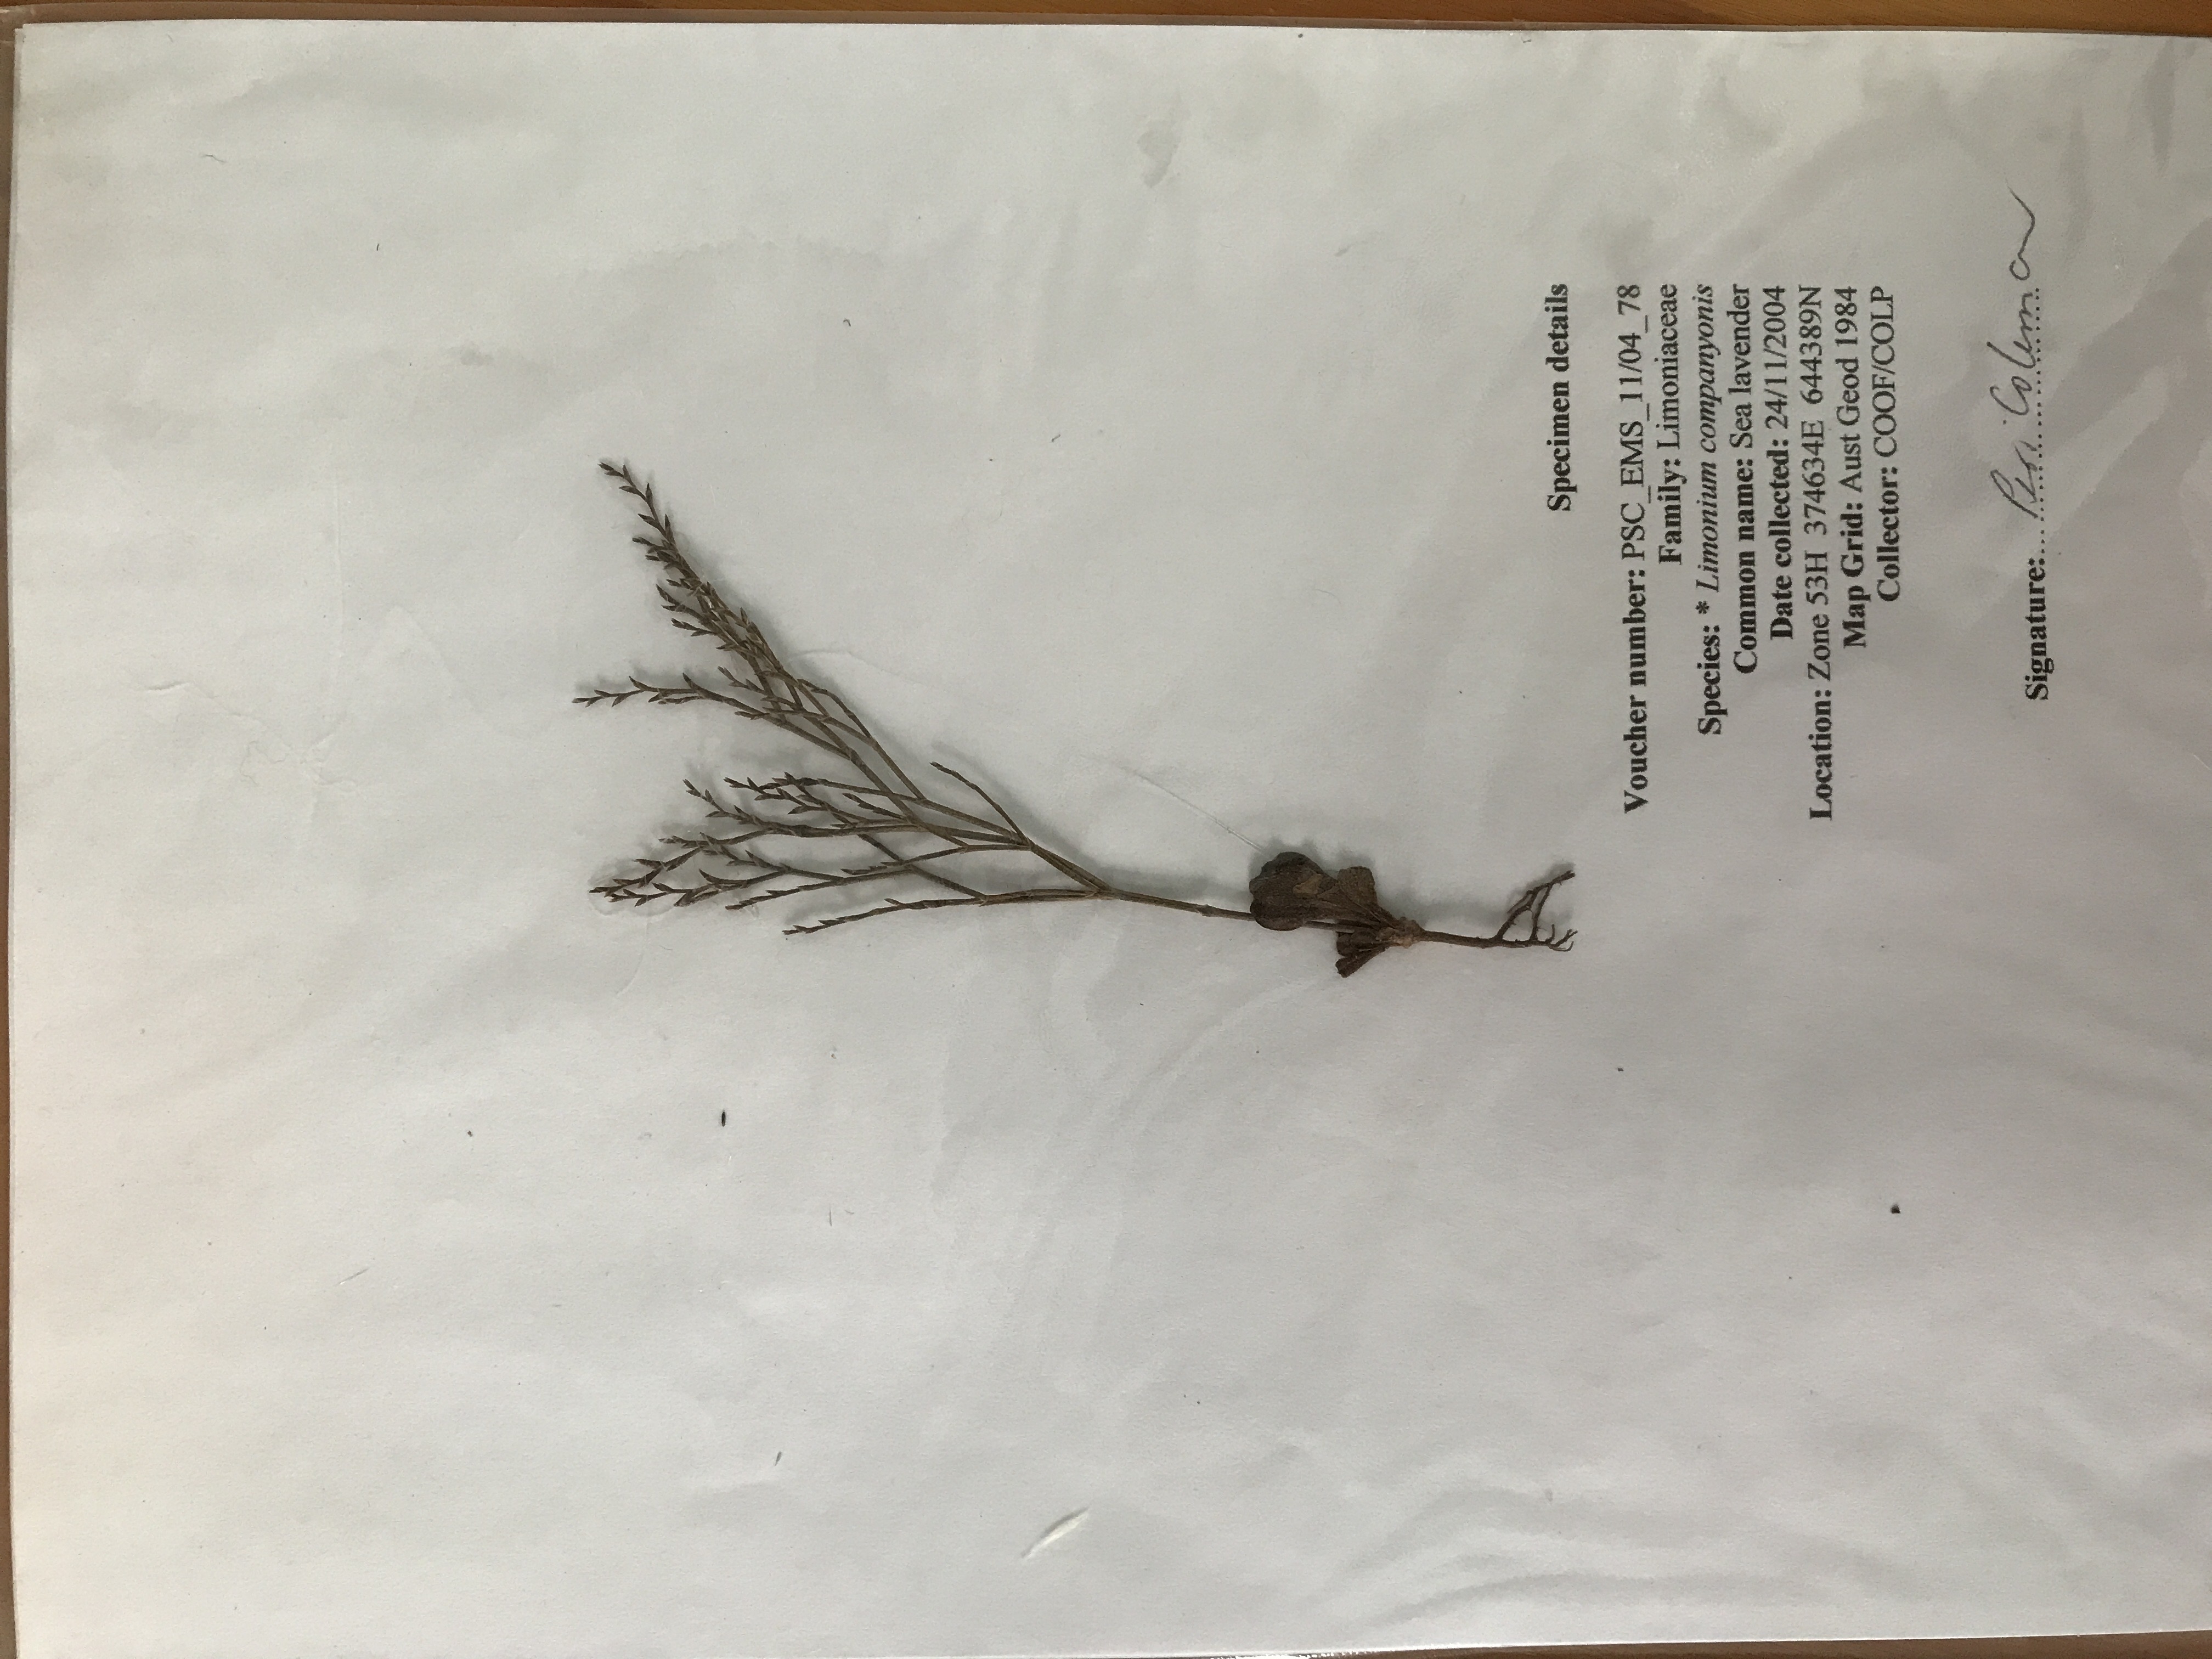 Specimen details
Voucher number: PSC_EMS_11/04_78
Family: Limoniaceae
Species: * Limonium companyonis
Common name: Sea lavender
Date collected: 24/11/2004
Location: Zone 53H 374634E 644389N
Map Grid: Aust Geod 1984
Collector: COOF/COLP
Signature: Peri Coleman